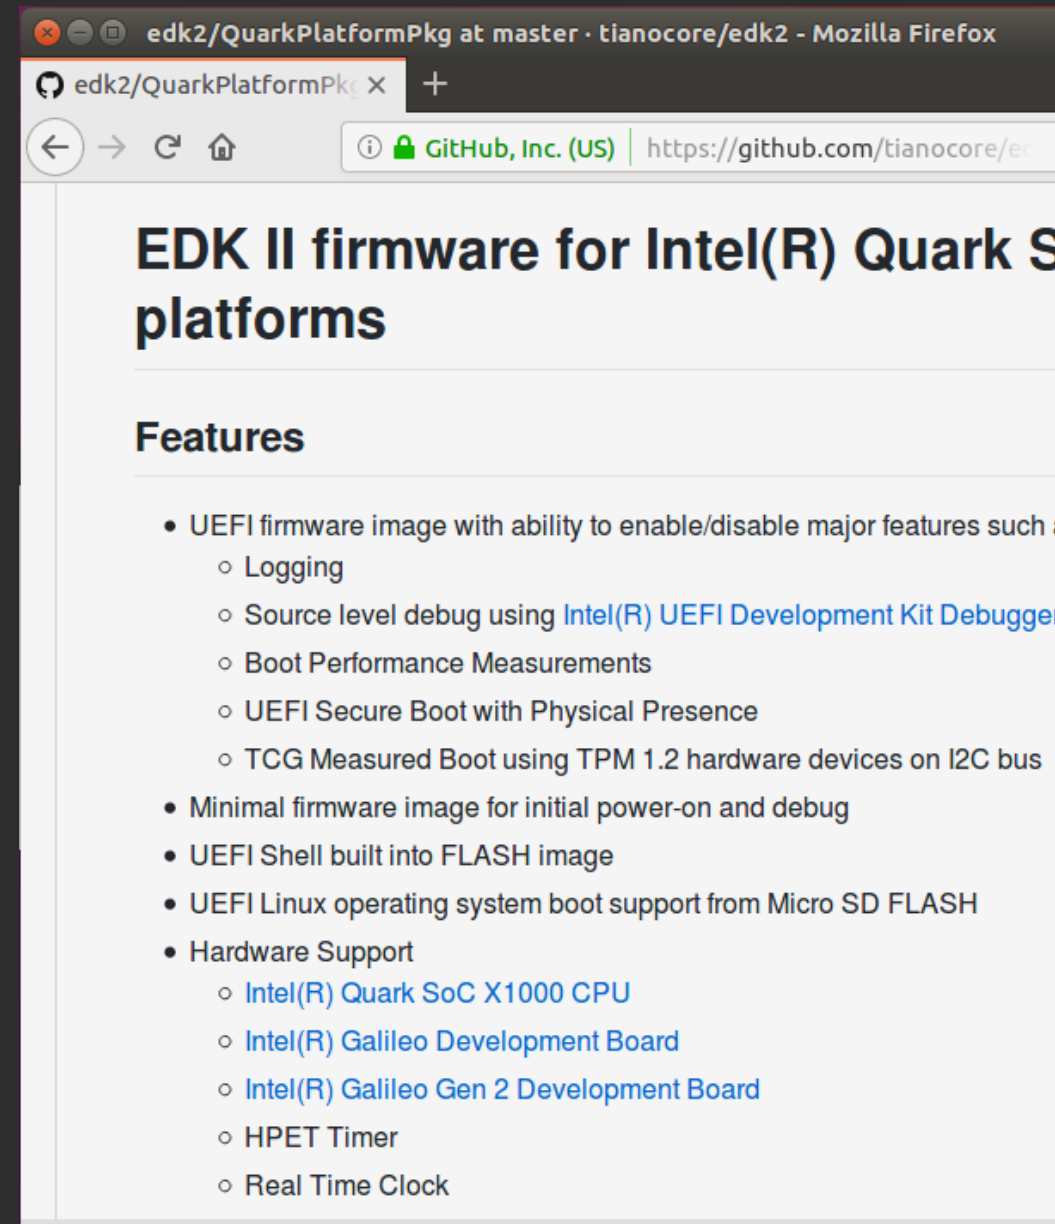 edk2/QuarkPlatformPkg at master · tianocore/edk2 - Mozilla Firefox
edk2/QuarkPlatformPkg
GitHub, Inc. (US) https://github.com/tianocore/e
EDK II firmware for Intel(R) Quark S
platforms
Features
UEFI firmware image with ability to enable/disable major features such
Logging
Source level debug using Intel(R) UEFI Development Kit Debugger
Boot Performance Measurements
UEFI Secure Boot with Physical Presence
TCG Measured Boot using TPM 1.2 hardware devices on I2C bus
Minimal firmware image for initial power-on and debug
UEFI Shell built into FLASH image
UEFI Linux operating system boot support from Micro SD FLASH
Hardware Support
Intel(R) Quark SoC X1000 CPU
Intel(R) Galileo Development Board
Intel(R) Galileo Gen 2 Development Board
HPET Timer
Real Time Clock